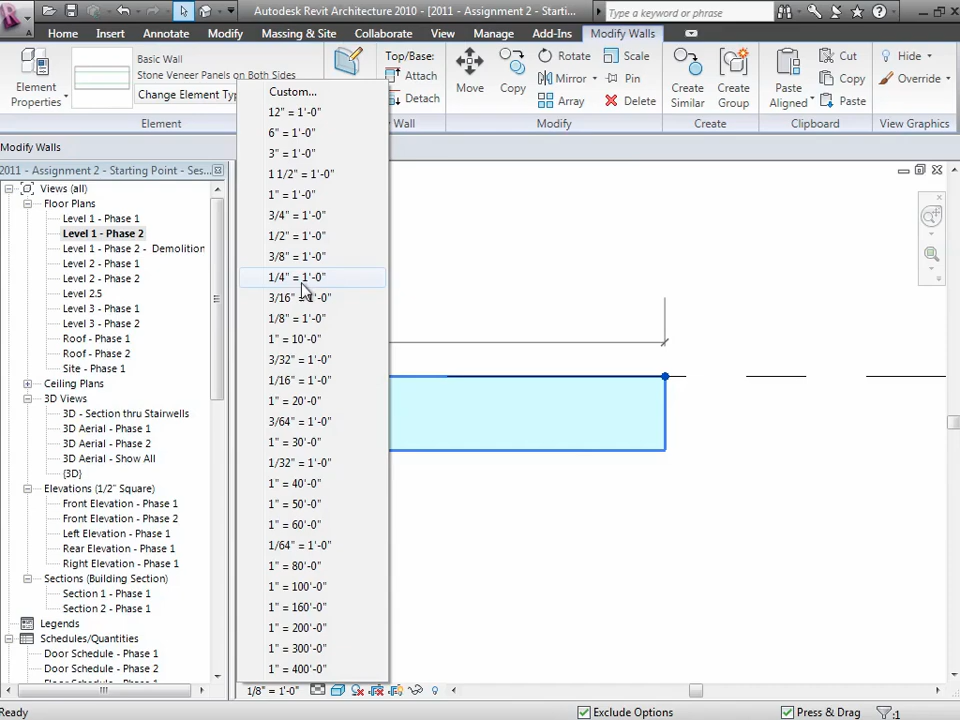 Autodesk Revit Architecture 2010 - [2011 - Assignment 2 - Starti...
Type a keyword or phrase
Home Insert Annotate Modify Massing & Site Collaborate View Manage Add-Ins Modify Walls
Element
Properties
Basic Wall
Stone Veneer Panels on Both Sides
Change Element Typ
Top/Base:
Attach
Detach
Move
Copy
Rotate
Mirror
Array
Scale
Pin
Delete
Create
Similar
Create
Group
Paste
Aligned
Cut
Copy
Paste
Hide
Override
Element
Wall
Modify
Create
Clipboard
View Graphics
Modify Walls
2011 - Assignment 2 - Starting Point - Ses...
Views (all)
Floor Plans
Level 1 - Phase 1
Level 1 - Phase 2
Level 1 - Phase 2 - Demolition
Level 2 - Phase 1
Level 2 - Phase 2
Level 2.5
Level 3 - Phase 1
Level 3 - Phase 2
Roof - Phase 1
Roof - Phase 2
Site - Phase 1
Ceiling Plans
3D Views
3D - Section thru Stairwells
3D Aerial - Phase 1
3D Aerial - Phase 2
3D Aerial - Show All
{3D}
Elevations (1/2" Square)
Front Elevation - Phase 1
Front Elevation - Phase 2
Left Elevation - Phase 1
Rear Elevation - Phase 1
Right Elevation - Phase 1
Sections (Building Section)
Section 1 - Phase 1
Section 2 - Phase 1
Legends
Schedules/Quantities
Door Schedule - Phase 1
Door Schedule - Phase 2
Custom...
12" = 1'-0"
6" = 1'-0"
3" = 1'-0"
1 1/2" = 1'-0"
1" = 1'-0"
3/4" = 1'-0"
1/2" = 1'-0"
3/8" = 1'-0"
1/4" = 1'-0"
3/16" = 1'-0"
1/8" = 1'-0"
1" = 10'-0"
3/32" = 1'-0"
1/16" = 1'-0"
1" = 20'-0"
3/64" = 1'-0"
1" = 30'-0"
1/32" = 1'-0"
1" = 40'-0"
1" = 50'-0"
1" = 60'-0"
1/64" = 1'-0"
1" = 80'-0"
1" = 100'-0"
1" = 160'-0"
1" = 200'-0"
1" = 300'-0"
1" = 400'-0"
1/8" = 1'-0"
Ready
Exclude Options
Press & Drag
:1